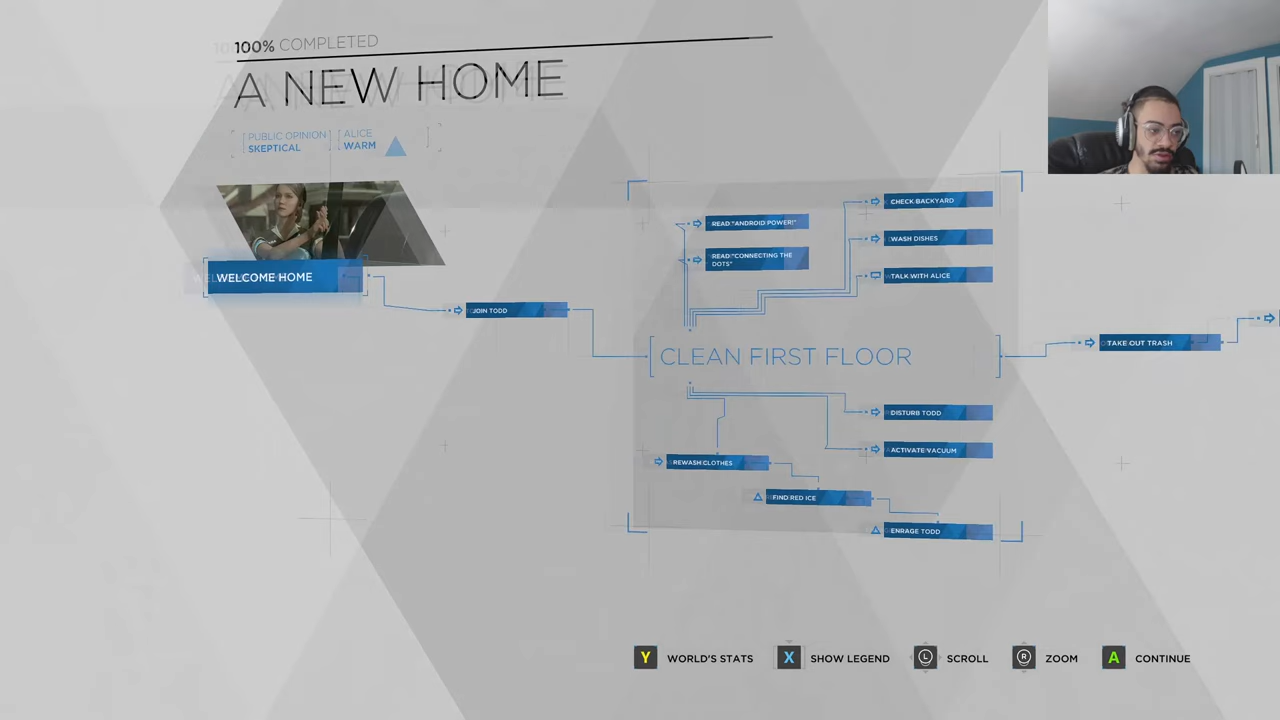 100% COMPLETED
A NEW HOME
PUBLIC OPINION
SKEPTICAL
ALICE
WARM
WELCOME HOME
JOIN TODD
READ "ANDROID POWER!"
READ "CONNECTING THE
DOTS"
CHECK BACKYARD
WASH DISHES
TALK WITH ALICE
CLEAN FIRST FLOOR
TAKE OUT TRASH
DISTURB TODD
ACTIVATE VACUUM
REWASH CLOTHES
FIND RED ICE
ENRAGE TODD
Y WORLD'S STATS
X SHOW LEGEND
L SCROLL
R ZOOM
A CONTINUE